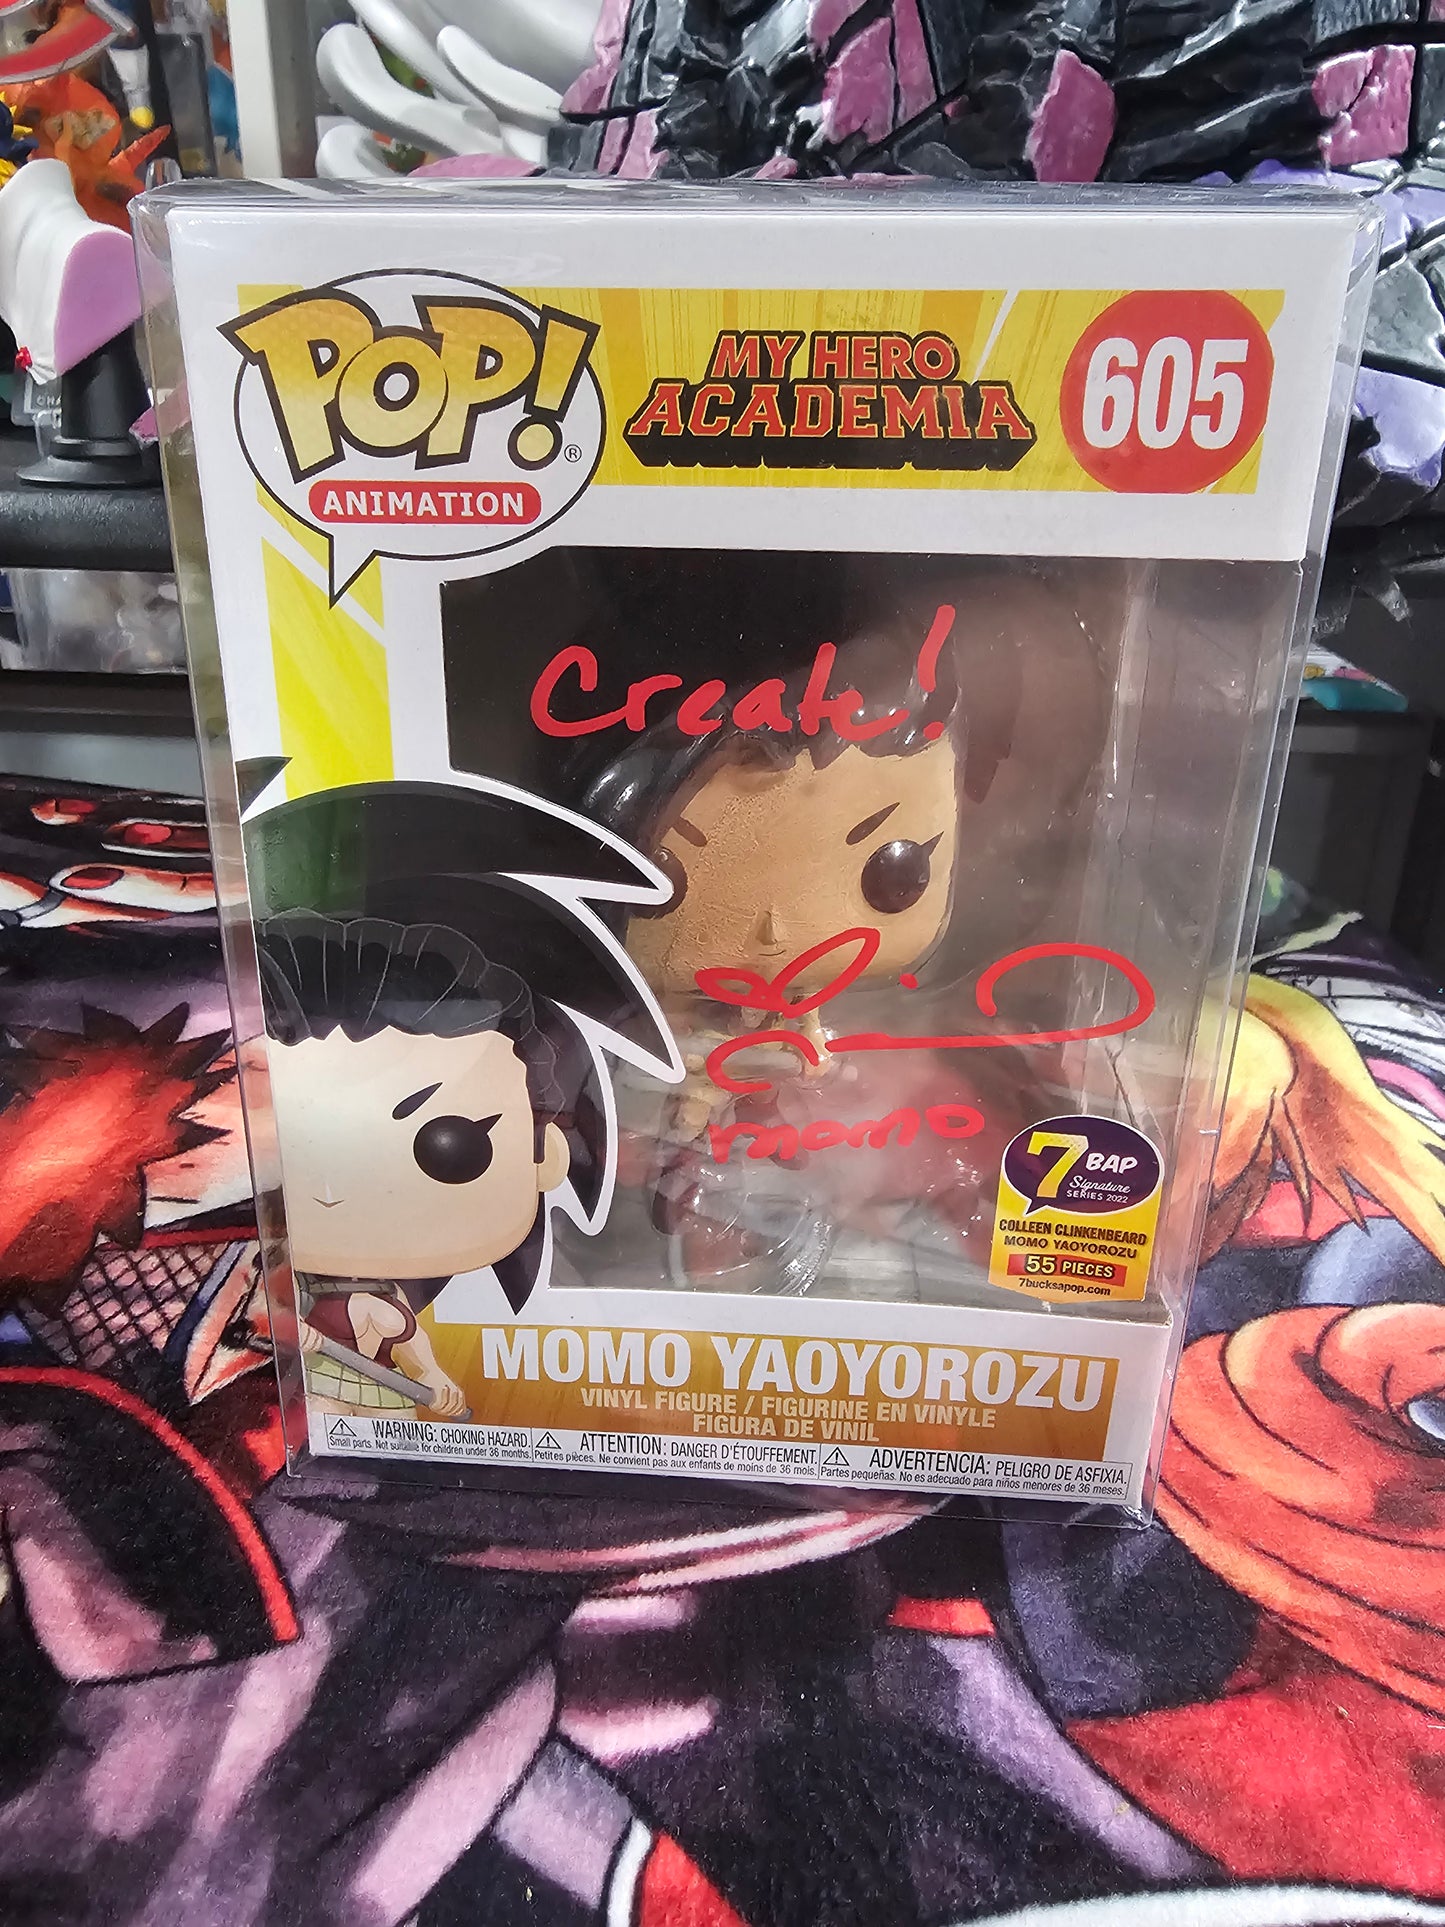 POP!®
ANIMATION
MY HERO
ACADEMIA
605
Create!
momo
7 BAP
Signature
SERIES 2022
COLLEEN CLINKENBEARD
MOMO YAOYOROZU
55 PIECES
7bucksapop.com
MOMO YAOYOROZU
VINYL FIGURE / FIGURINE EN VINYLE
FIGURA DE VINIL
WARNING: CHOKING HAZARD.
Small parts. Not suitable for children under 36 months.
ATTENTION: DANGER D'ÉTOUFFEMENT.
Petites pièces. Ne convient pas aux enfants de moins de 36 mois.
ADVERTENCIA: PELIGRO DE ASFIXIA.
Partes pequeñas. No es adecuado para niños menores de 36 meses.